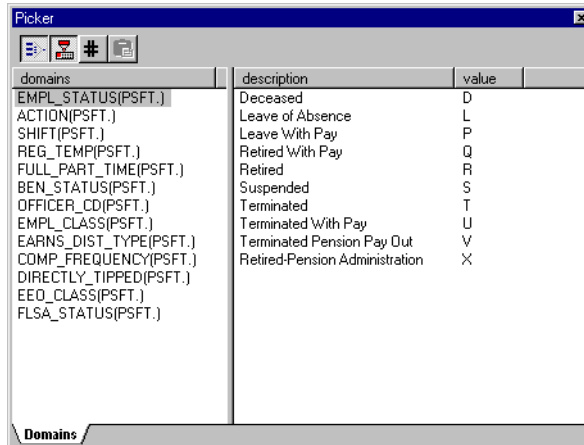 Picker
#
domains
EMPL_STATUS(PSFT.)
ACTION(PSFT.)
SHIFT(PSFT.)
REG_TEMP(PSFT.)
FULL_PART_TIME(PSFT.)
BEN_STATUS(PSFT.)
OFFICER_CD(PSFT.)
EMPL_CLASS(PSFT.)
EARNS_DIST_TYPE(PSFT.)
COMP_FREQUENCY(PSFT.)
DIRECTLY_TIPPED(PSFT.)
EEO_CLASS(PSFT.)
FLSA_STATUS(PSFT.)
description value
Deceased D
Leave of Absence L
Leave With Pay P
Retired With Pay Q
Retired R
Suspended S
Terminated T
Terminated With Pay U
Terminated Pension Pay Out V
Retired-Pension Administration X
Domains